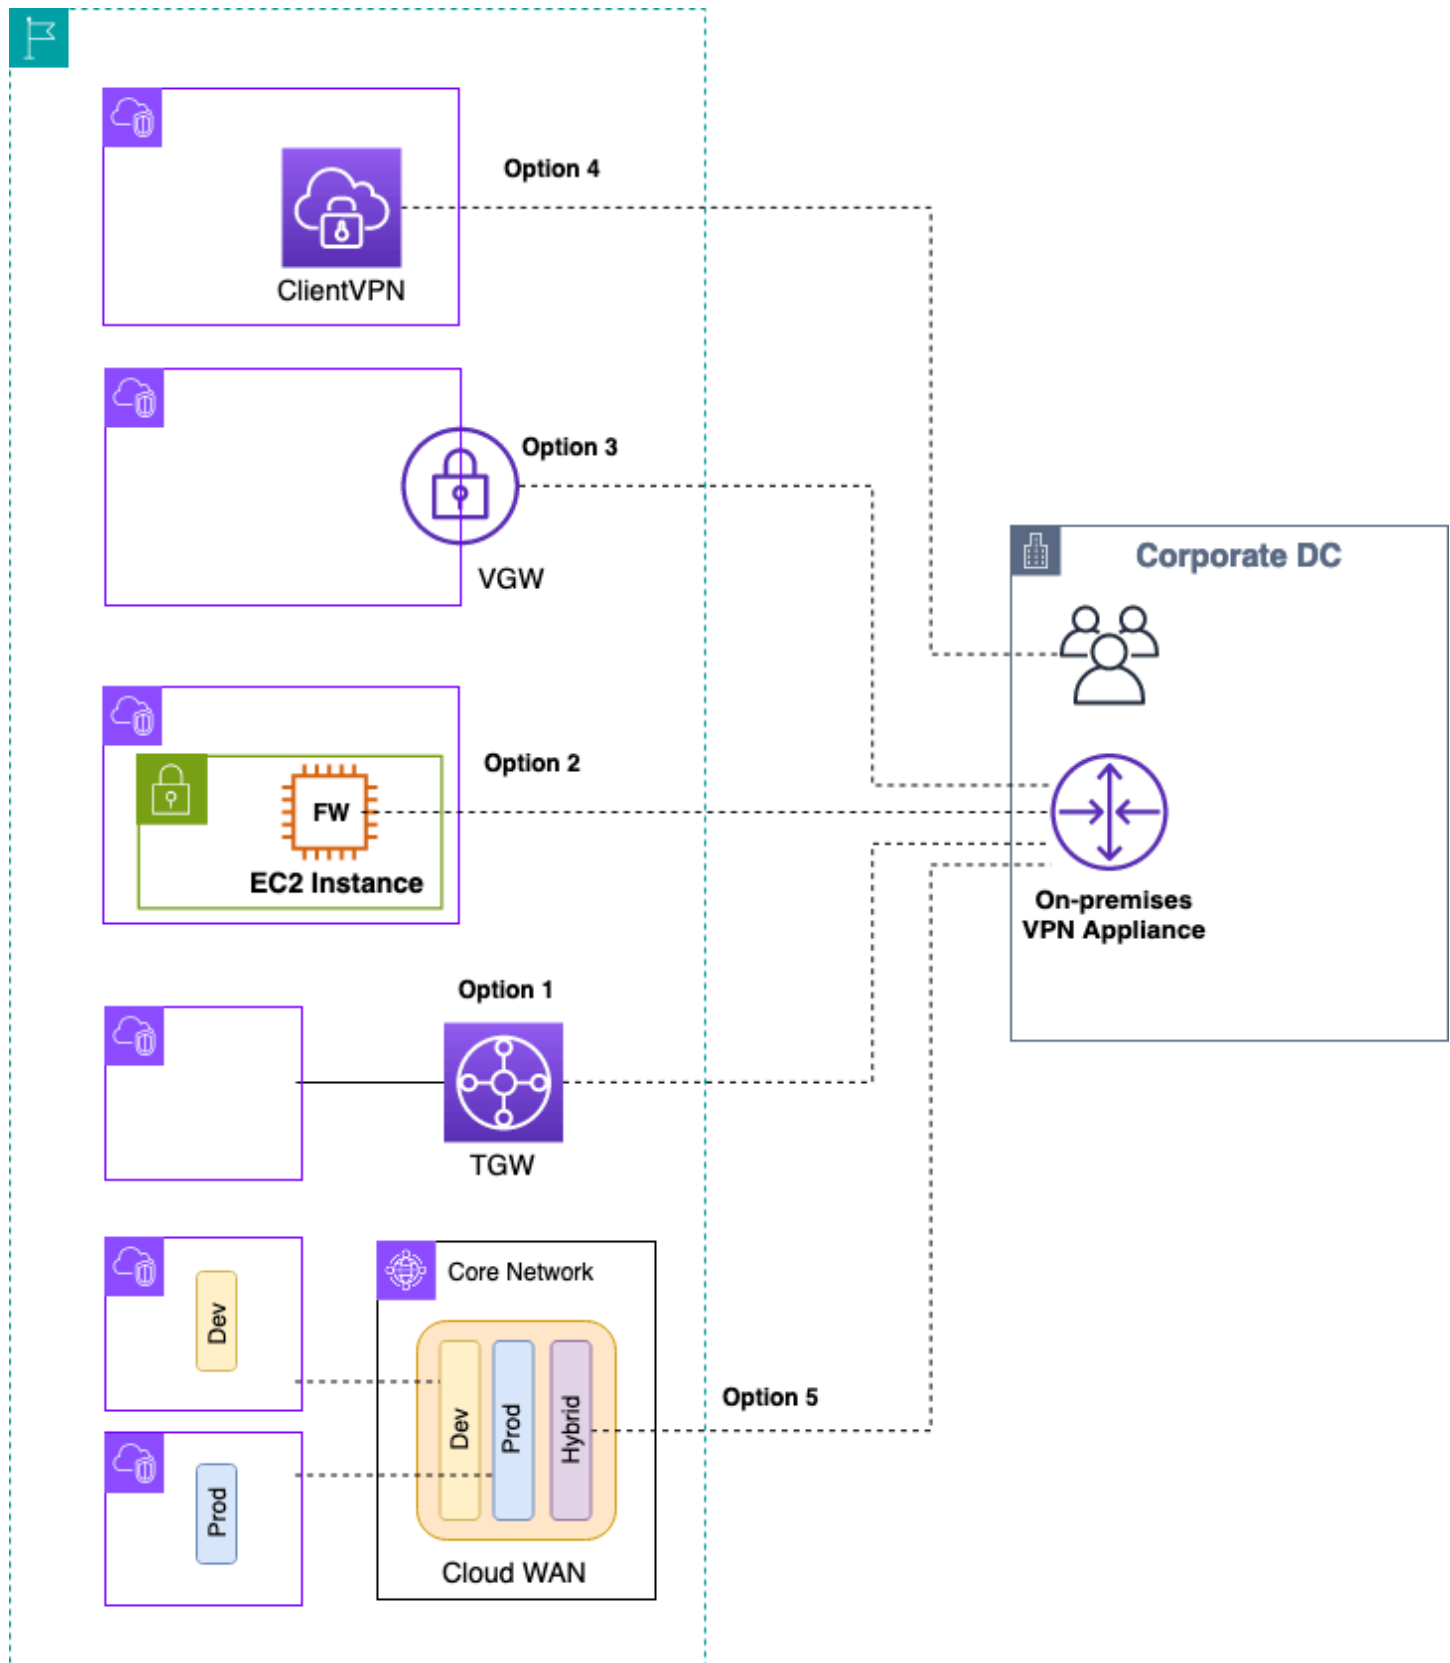 Option 4
ClientVPN
Option 3
VGW
Corporate DC
Option 2
FW
EC2 Instance
On-premises
VPN Appliance
Option 1
TGW
Dev
Core Network
Dev
Prod
Hybrid
Option 5
Prod
Cloud WAN